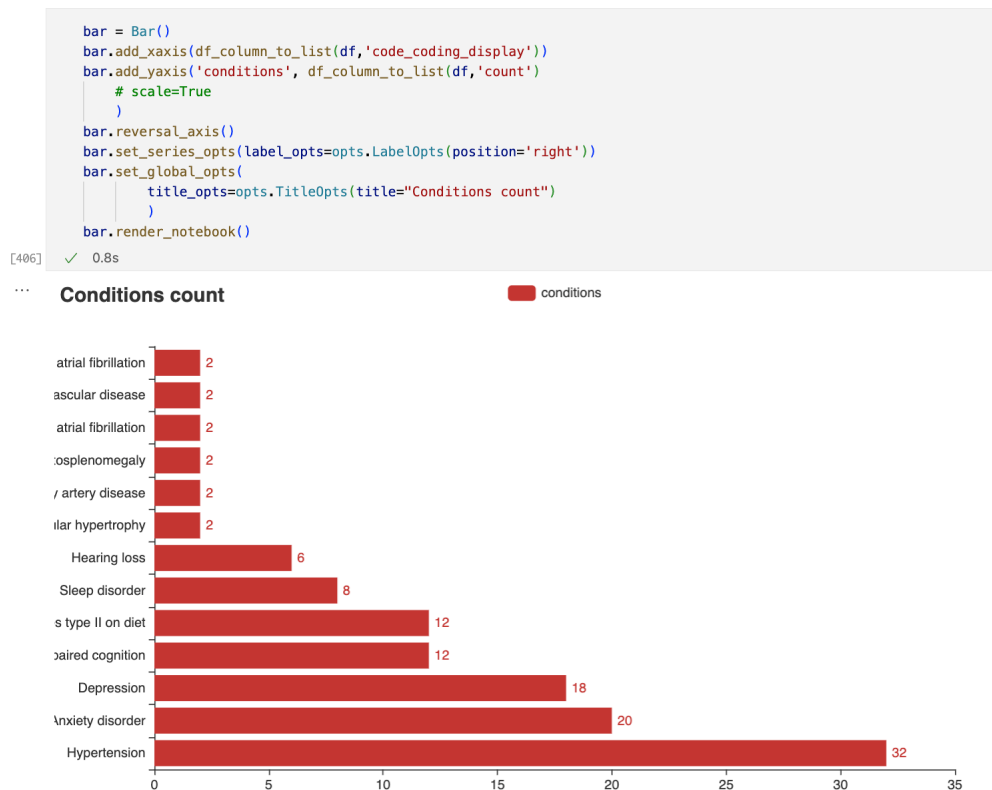 bar = Bar()
bar.add_xaxis(df_column_to_list(df,'code_coding_display'))
bar.add_yaxis('conditions', df_column_to_list(df,'count')
# scale=True
)
bar.reversal_axis()
bar.set_series_opts(label_opts=opts.LabelOpts(position='right'))
bar.set_global_opts(
title_opts=opts.TitleOpts(title="Conditions count")
)
bar.render_notebook()
[406] ✓ 0.8s
... Conditions count conditions
atrial fibrillation 2
ascular disease 2
atrial fibrillation 2
osplenomegaly 2
artery disease 2
lar hypertrophy 2
Hearing loss 6
Sleep disorder 8
s type II on diet 12
paired cognition 12
Depression 18
Anxiety disorder 20
Hypertension 32
0 5 10 15 20 25 30 35